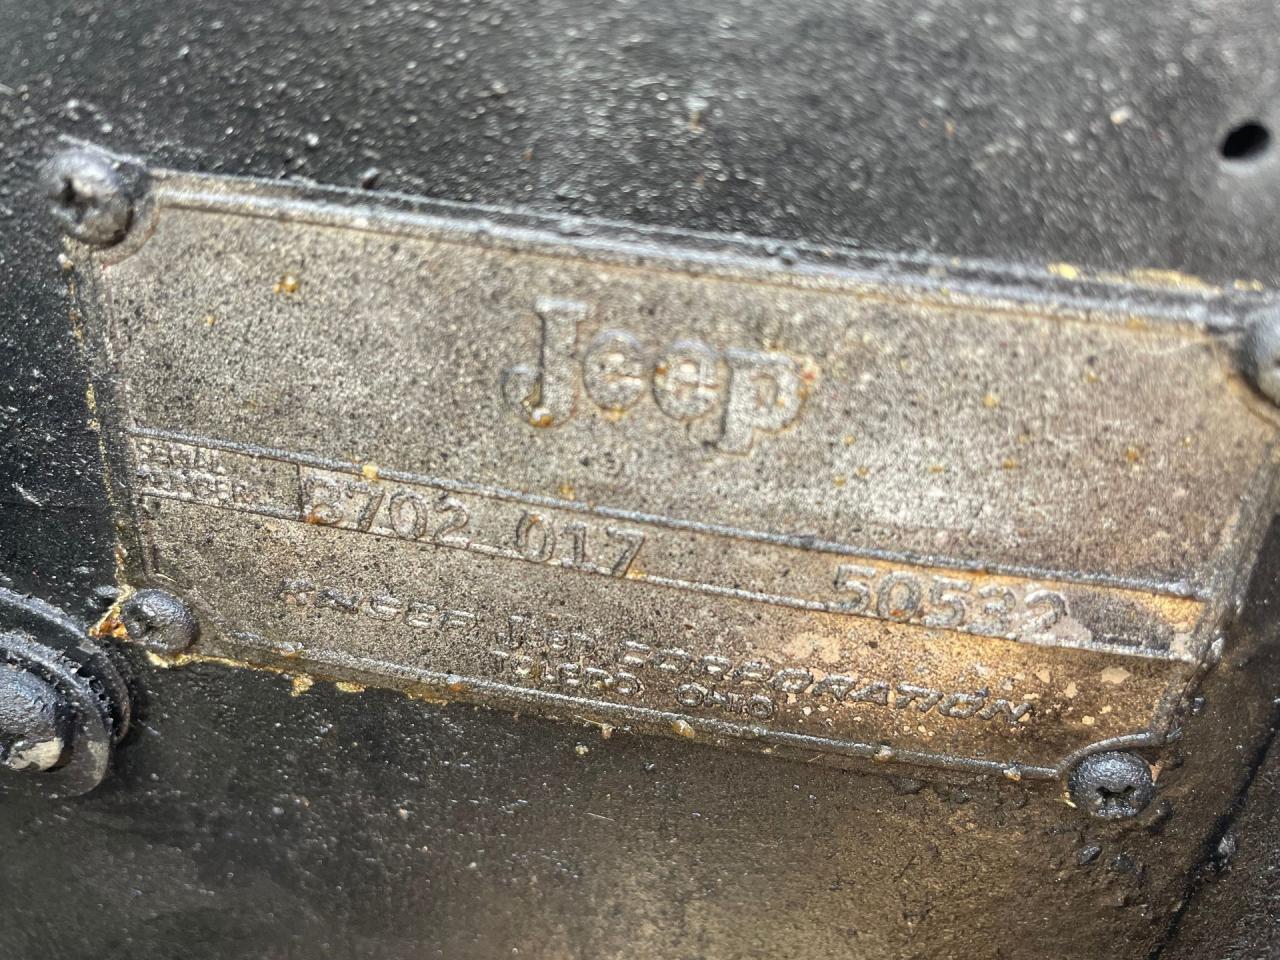 Jeep
SERIAL NUMBER 8702 017 50532
KAISER Jeep CORPORATION
TOLEDO OHIO